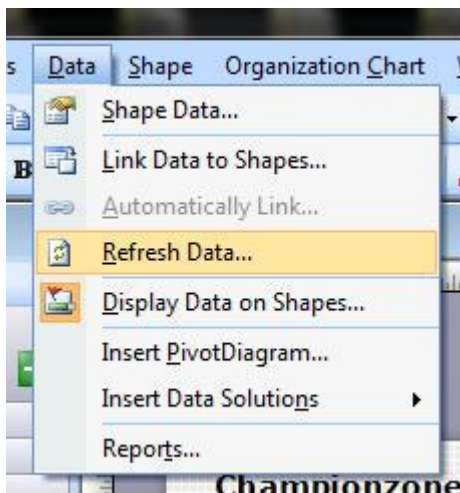 s Data Shape Organization Chart
Shape Data...
B Link Data to Shapes...
Automatically Link...
Refresh Data...
Display Data on Shapes...
Insert PivotDiagram...
Insert Data Solutions
Reports...
Championzone